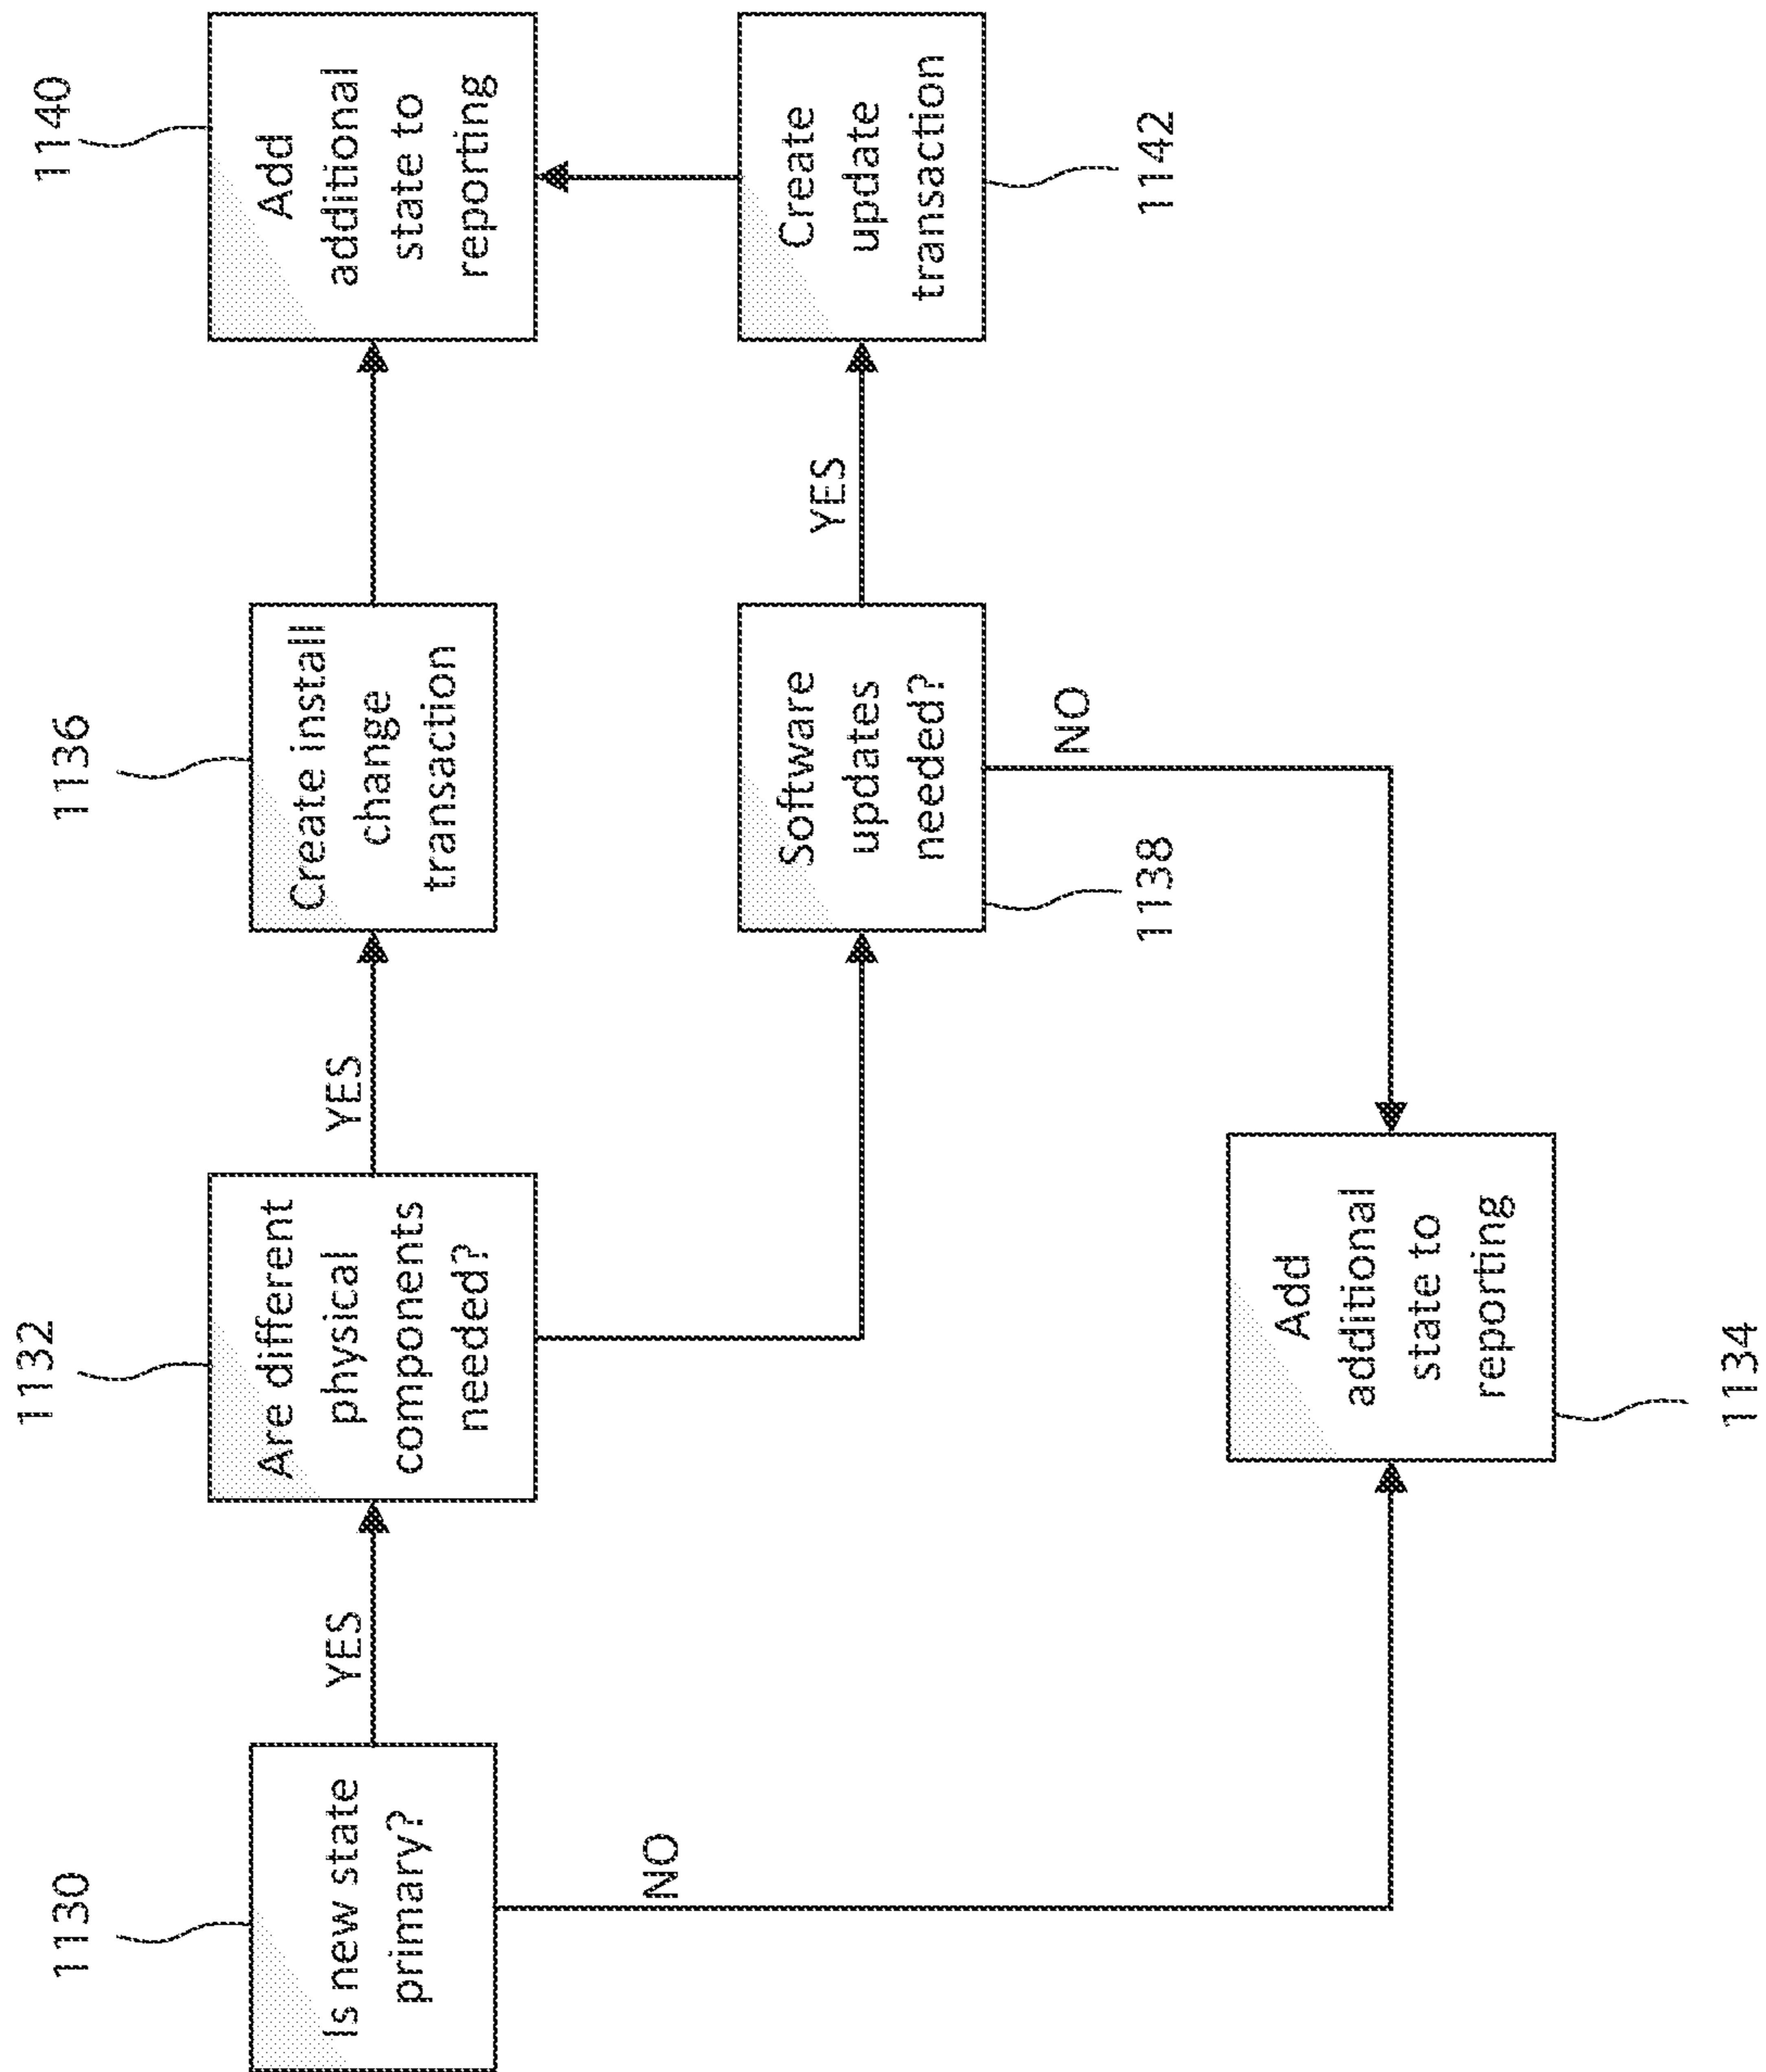 1130
Is new state
primary?
YES
NO
1132
Are different
physical
components
needed?
YES
1136
Create install
change
transaction
1140
Add
additional
state to
reporting
1138
Software
updates
needed?
YES
NO
1142
Create
update
transaction
1134
Add
additional
state to
reporting